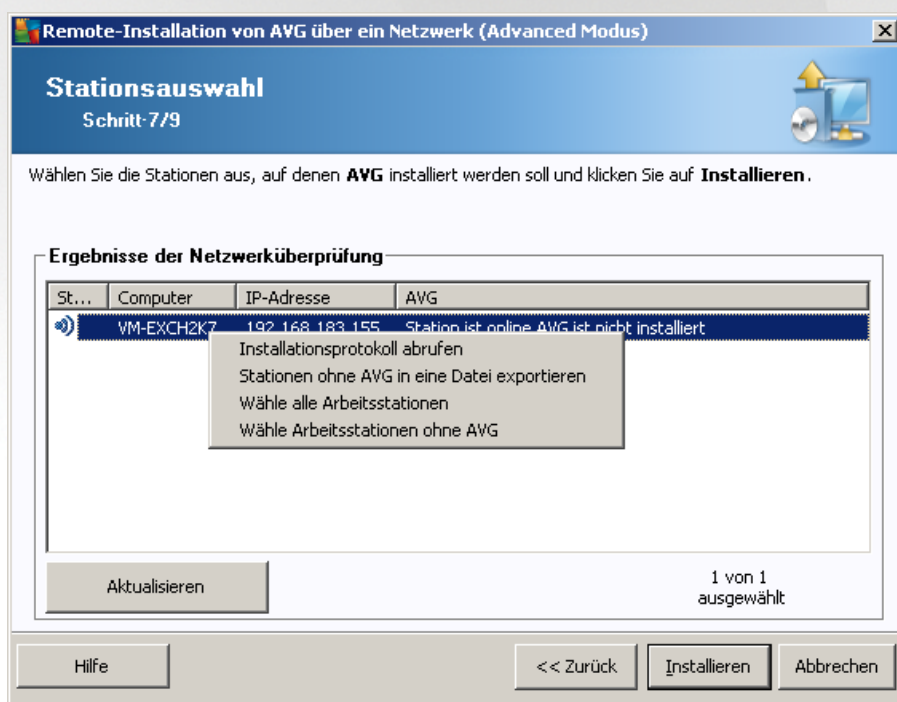 Remote-Installation von AVG über ein Netzwerk (Advanced Modus)
Stationsauswahl
Schritt-7/9
Wählen Sie die Stationen aus, auf denen AVG installiert werden soll und klicken Sie auf Installieren.
Ergebnisse der Netzwerküberprüfung
St... Computer IP-Adresse AVG
VM-EXCH2K7 192.168.183.155 Station ist online AVG ist nicht installiert
Installationsprotokoll abrufen
Stationen ohne AVG in eine Datei exportieren
Wähle alle Arbeitsstationen
Wähle Arbeitsstationen ohne AVG
Aktualisieren
1 von 1
ausgewählt
Hilfe << Zurück Installieren Abbrechen